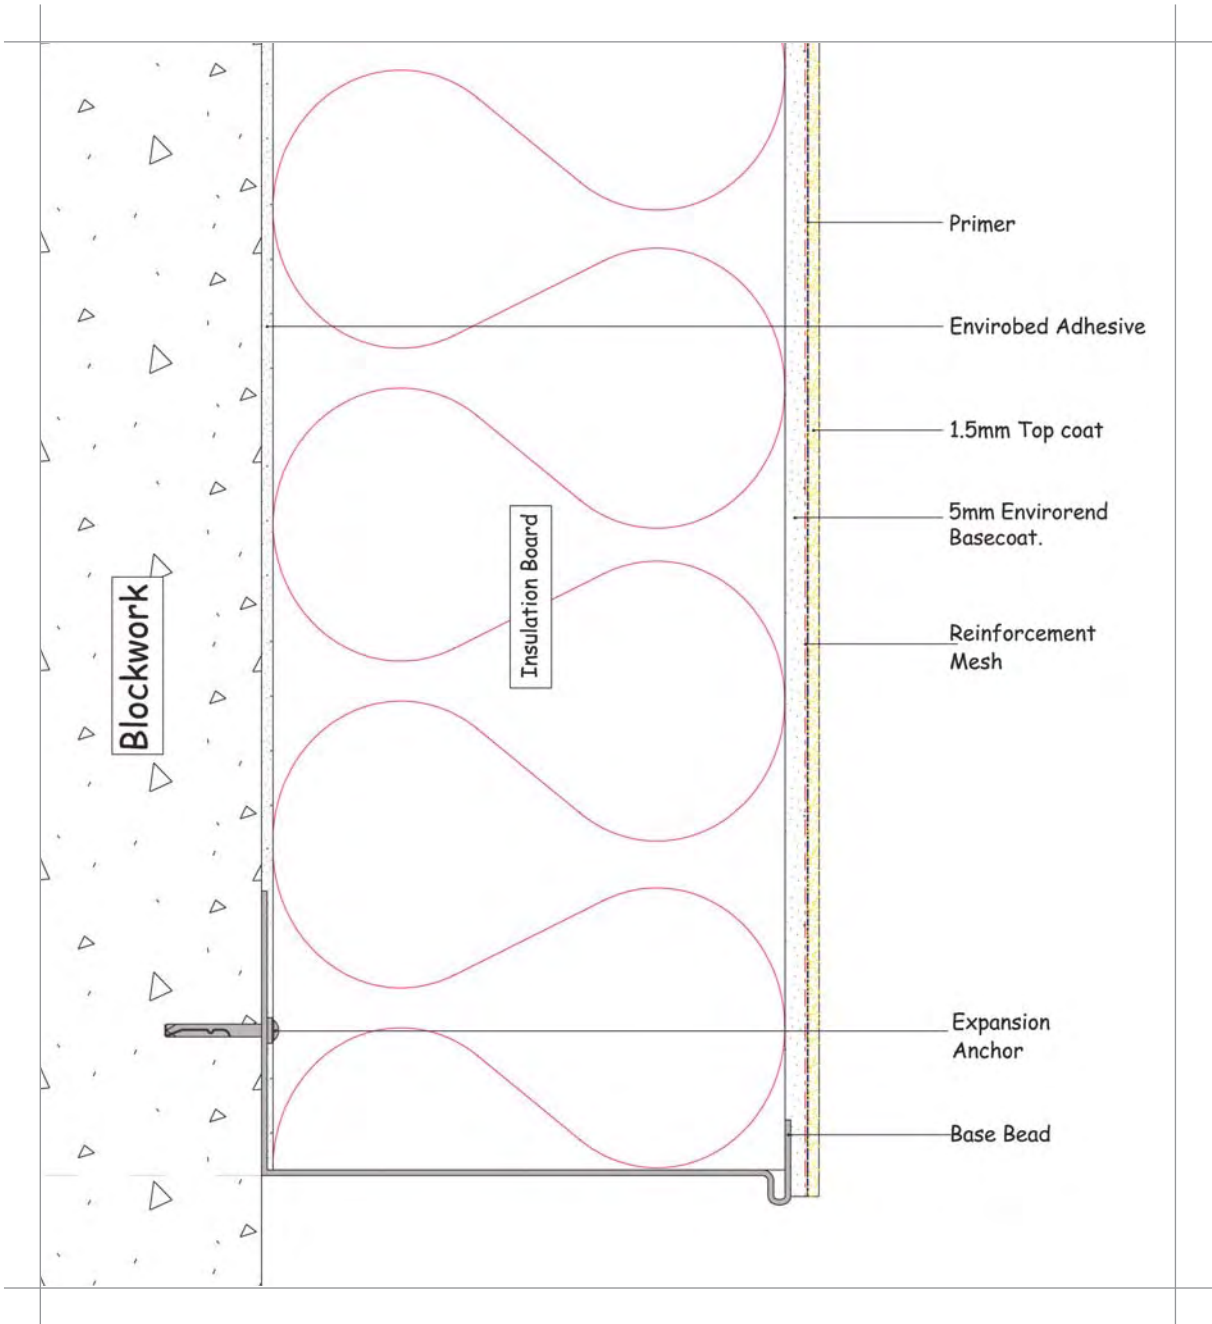 Primer
Envirobed Adhesive
1.5mm Top coat
5mm Envirorend
Basecoat.
Insulation Board
Blockwork
Reinforcement
Mesh
Expansion
Anchor
Base Bead